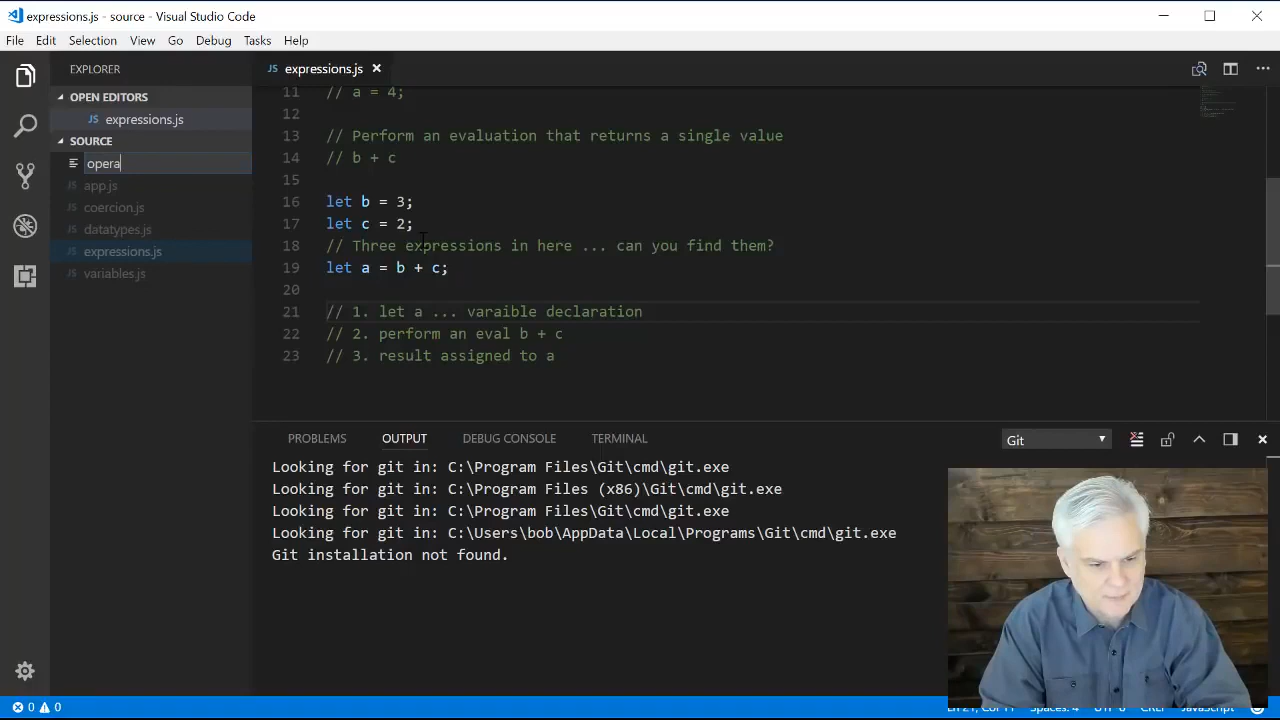 expressions.js - source - Visual Studio Code
File Edit Selection View Go Debug Tasks Help
EXPLORER
JS expressions.js
OPEN EDITORS
JS expressions.js
SOURCE
opera
JS app.js
JS coercion.js
JS datatypes.js
JS expressions.js
JS variables.js
11 // a = 4;
12
13 // Perform an evaluation that returns a single value
14 // b + c
15
16 let b = 3;
17 let c = 2;
18 // Three expressions in here ... can you find them?
19 let a = b + c;
20
21 // 1. let a ... varaible declaration
22 // 2. perform an eval b + c
23 // 3. result assigned to a
PROBLEMS OUTPUT DEBUG CONSOLE TERMINAL
Git
Looking for git in: C:\Program Files\Git\cmd\git.exe
Looking for git in: C:\Program Files (x86)\Git\cmd\git.exe
Looking for git in: C:\Program Files\Git\cmd\git.exe
Looking for git in: C:\Users\bob\AppData\Local\Programs\Git\cmd\git.exe
Git installation not found.
0 0